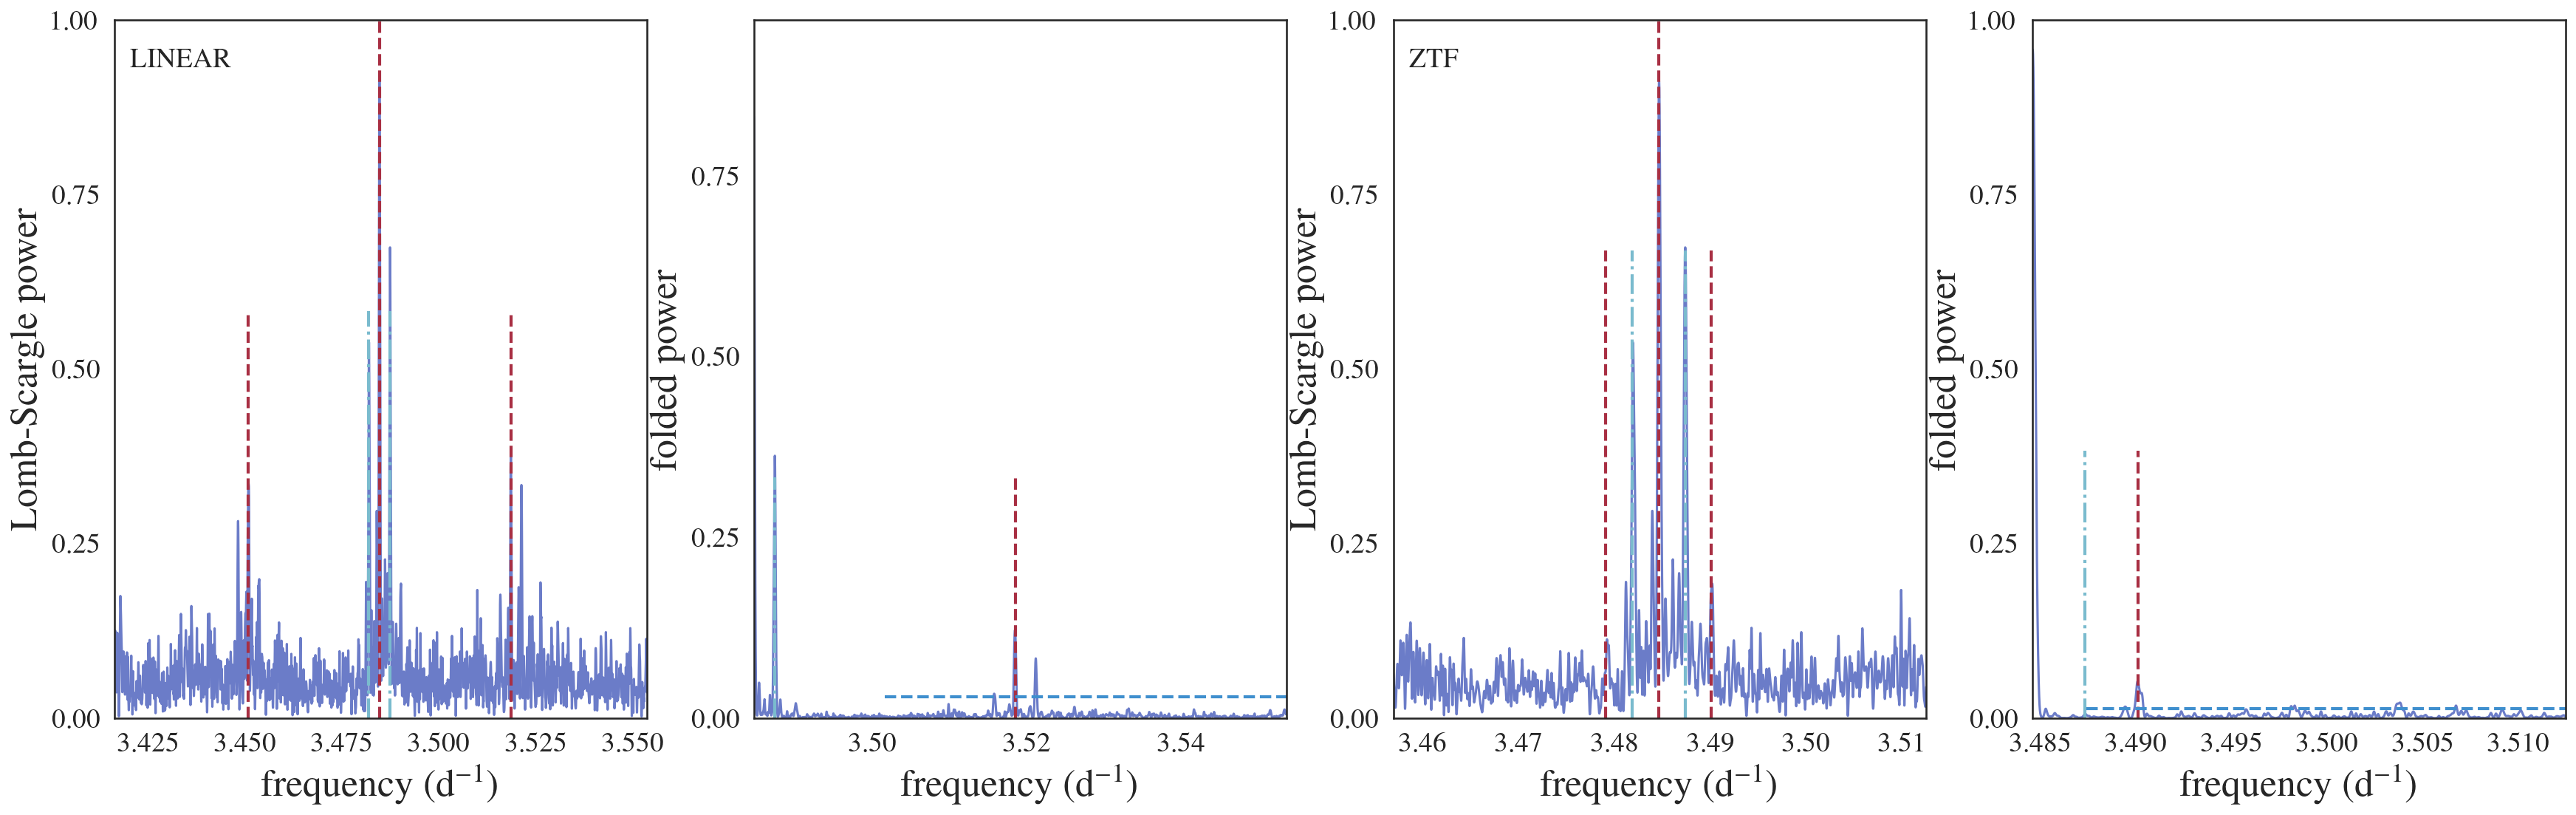 LINEAR
Lomb-Scargle power
1.00
0.75
0.50
0.25
0.00
3.425 3.450 3.475 3.500 3.525 3.550
frequency (d⁻¹)
folded power
0.75
0.50
0.25
0.00
3.50 3.52 3.54
frequency (d⁻¹)
ZTF
Lomb-Scargle power
1.00
0.75
0.50
0.25
0.00
3.46 3.47 3.48 3.49 3.50 3.51
frequency (d⁻¹)
folded power
1.00
0.75
0.50
0.25
0.00
3.485 3.490 3.495 3.500 3.505 3.510
frequency (d⁻¹)